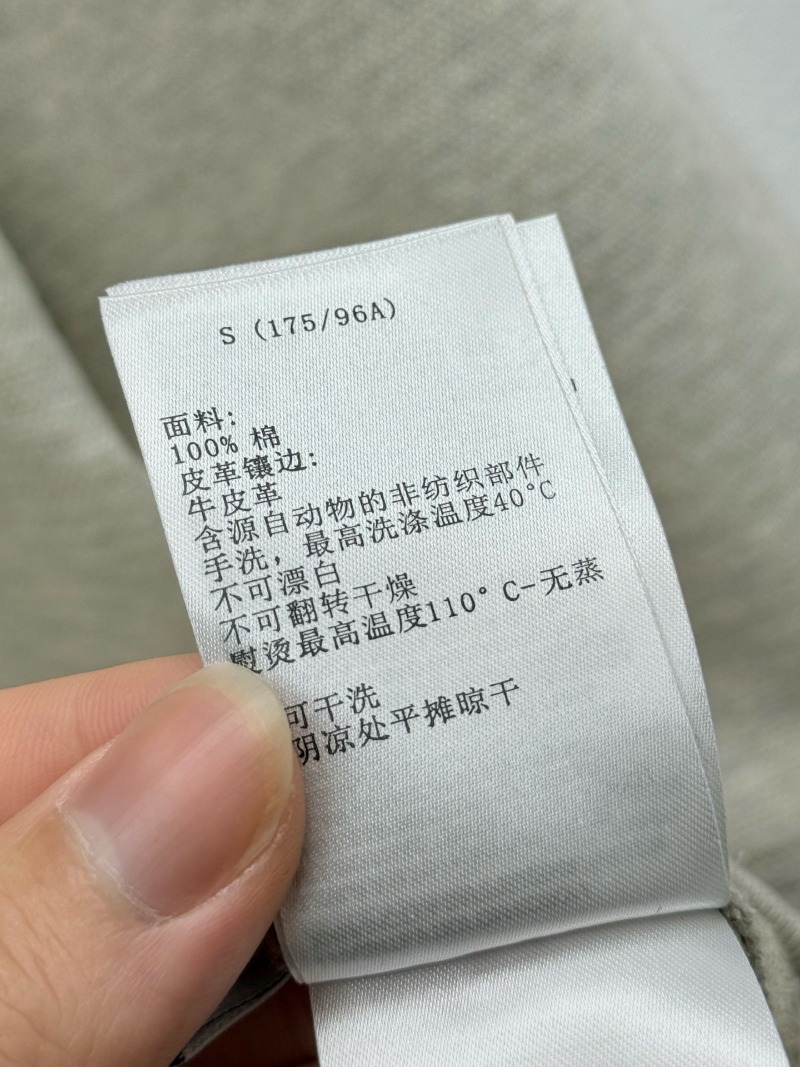 S (175/96A)
面料:
100% 棉
皮革镶边:
牛皮革
含源自动物的非纺织部件
手洗, 最高洗涤温度40°C
不可漂白
不可翻转干燥
熨烫最高温度110°C-无蒸
可干洗
阴凉处平摊晾干